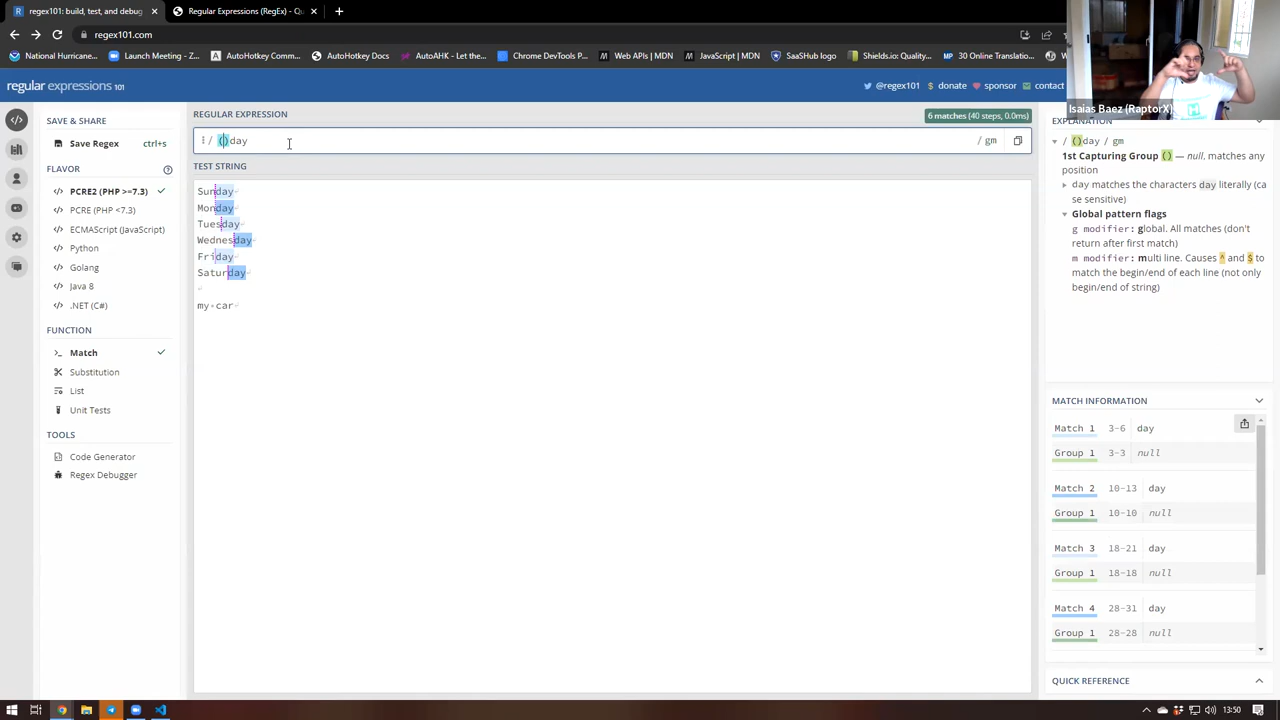 regex101: build, test, and debug
Regular Expressions (RegEx) - Qu
regex101.com
National Hurricane...
Build, test, and debug
AutoHotkey
AutoHotkey - Docs
AutoAHK - Let the...
Web APIs | MDN
JavaScript | MDN
SaaSHub logo
Shields.io: Quality...
30 Online Translation
regular expressions 101
@regex101
donate
sponsor
contact
Isaias Baez (RaptorX)
SAVE & SHARE
Save Regex ctrl+s
FLAVOR
PCRE2 (PHP >=7.3)
PCRE (PHP <7.3)
ECMAScript (JavaScript)
Python
Golang
Java 8
.NET (C#)
FUNCTION
Match
Substitution
List
Unit Tests
TOOLS
Code Generator
Regex Debugger
REGULAR EXPRESSION
6 matches (40 steps, 0.0ms)
/ ()day / gm
TEST STRING
Sunday
Monday
Tuesday
Wednesday
Friday
Saturday
my car
EXPLANATION
/ ()day / gm
1st Capturing Group () — null, matches any
position
day matches the characters day literally (ca
se sensitive)
Global pattern flags
g modifier: global. All matches (don't
return after first match)
m modifier: multi line. Causes ^ and $ to
match the begin/end of each line (not only
begin/end of string)
MATCH INFORMATION
Match 1 3-6 day
Group 1 3-3 null
Match 2 10-13 day
Group 1 10-10 null
Match 3 18-21 day
Group 1 18-18 null
Match 4 28-31 day
Group 1 28-28 null
QUICK REFERENCE
13:50